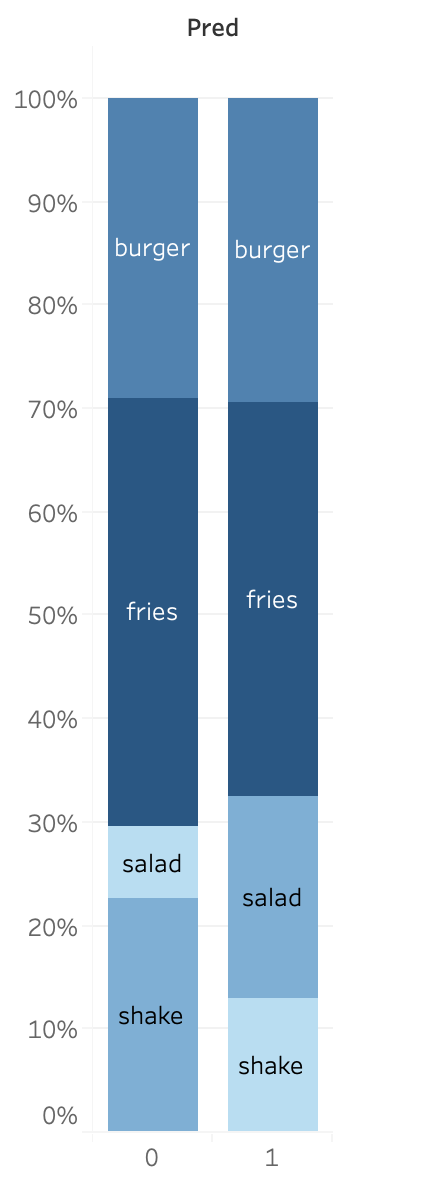 Pred
100%
90%
burger burger
80%
70%
60%
fries fries
50%
40%
30%
salad
salad
20%
shake
10%
shake
0%
0 1